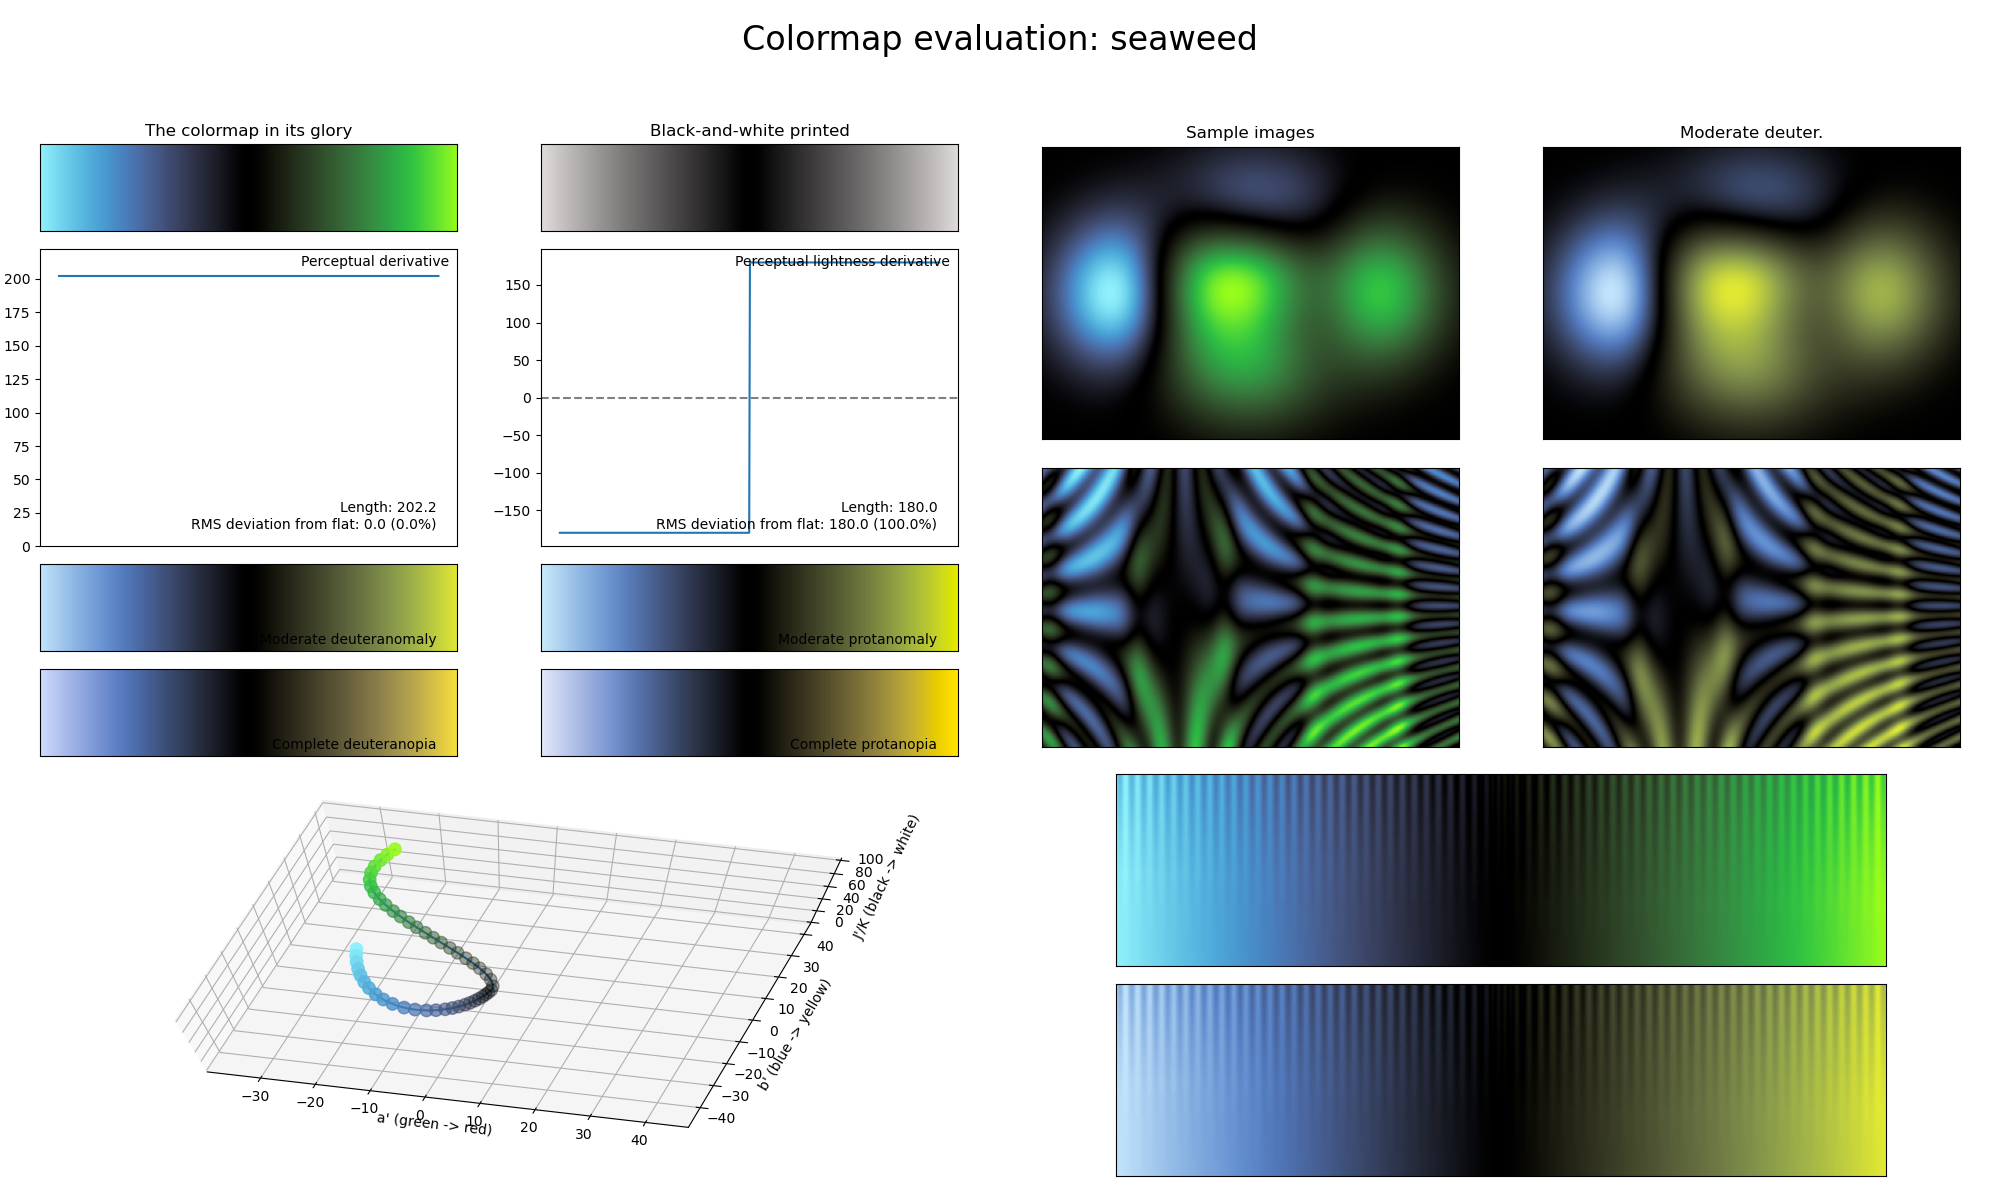 Colormap evaluation: seaweed
The colormap in its glory
Black-and-white printed
Sample images
Moderate deuter.
Perceptual derivative
200
175
150
125
100
75
50
25
0
Length: 202.2
RMS deviation from flat: 0.0 (0.0%)
Perceptual lightness derivative
150
100
50
0
−50
−100
−150
Length: 180.0
RMS deviation from flat: 180.0 (100.0%)
Moderate deuteranomaly
Moderate protanomaly
Complete deuteranopia
Complete protanopia
100
80
60
40
20
0
J'/K (black -> white)
40
30
20
10
0
−10
−20
−30
−40
b' (blue -> yellow)
−30
−20
−10
0
10
20
30
40
a' (green -> red)